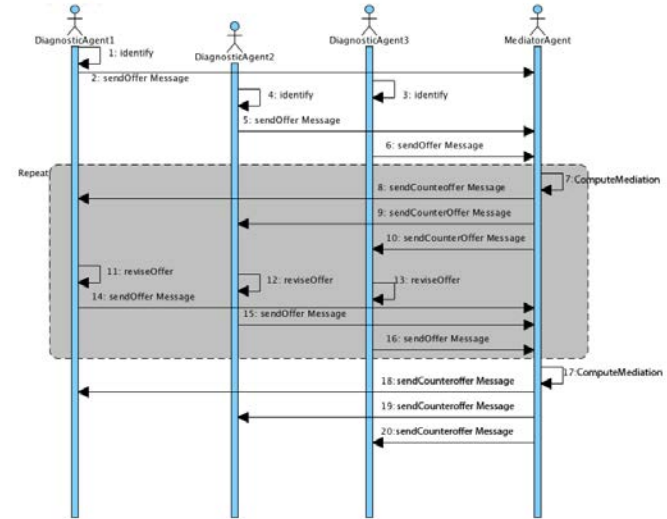 DiagnosticAgent1
DiagnosticAgent2
DiagnosticAgent3
MediatorAgent
1: identify
2: sendOffer Message
4: identify
3: identify
5: sendOffer Message
6: sendOffer Message
Repeat
7:ComputeMediation
8: sendCounteoffer Message
9: sendCounterOffer Message
10: sendCounterOffer Message
11: reviseOffer
12: reviseOffer
13: reviseOffer
14: sendOffer Message
15: sendOffer Message
16: sendOffer Message
17:ComputeMediation
18:sendCounteroffer Message
19:sendCounteroffer Message
20:sendCounteroffer Message